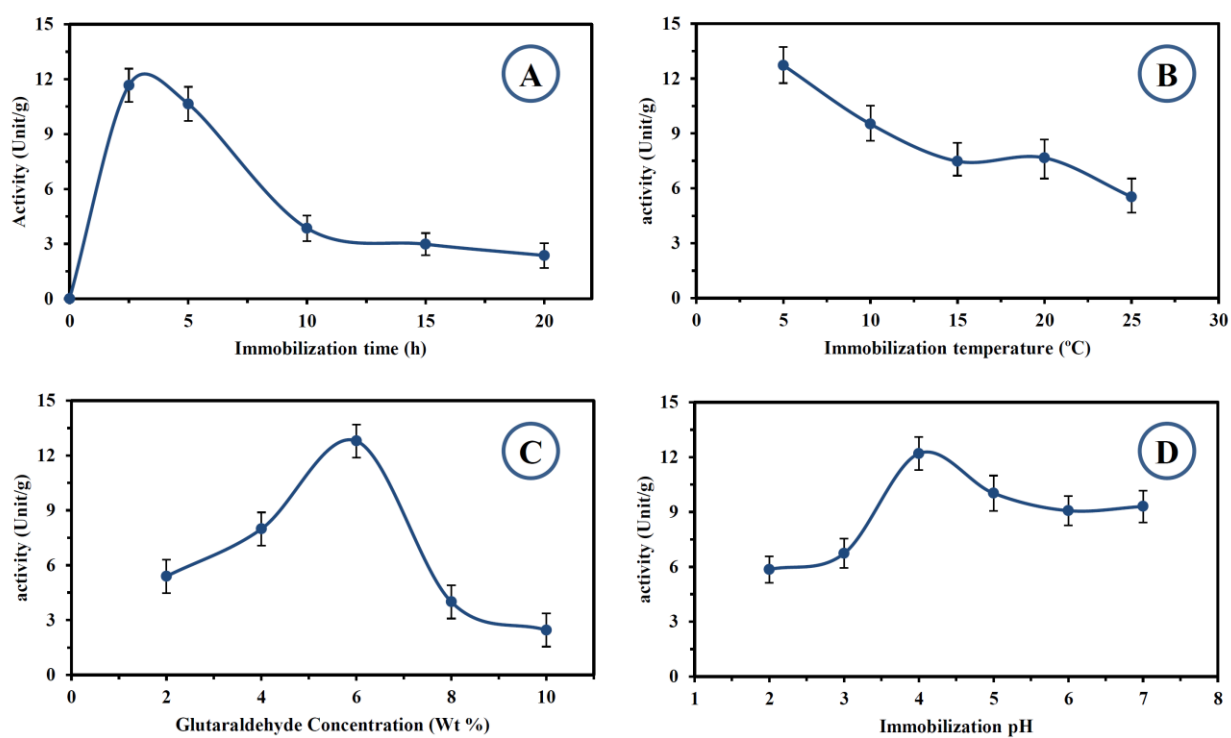 15
12
9
6
3
0
Activity (Unit/g)
A
0 5 10 15 20
Immobilization time (h)
15
12
9
6
3
0
activity (Unit/g)
B
0 5 10 15 20 25 30
Immobilization temperature (ºC)
15
12
9
6
3
0
activity (Unit/g)
C
0 2 4 6 8 10
Glutaraldehyde Concentration (Wt %)
15
12
9
6
3
0
activity (Unit/g)
D
1 2 3 4 5 6 7 8
Immobilization pH